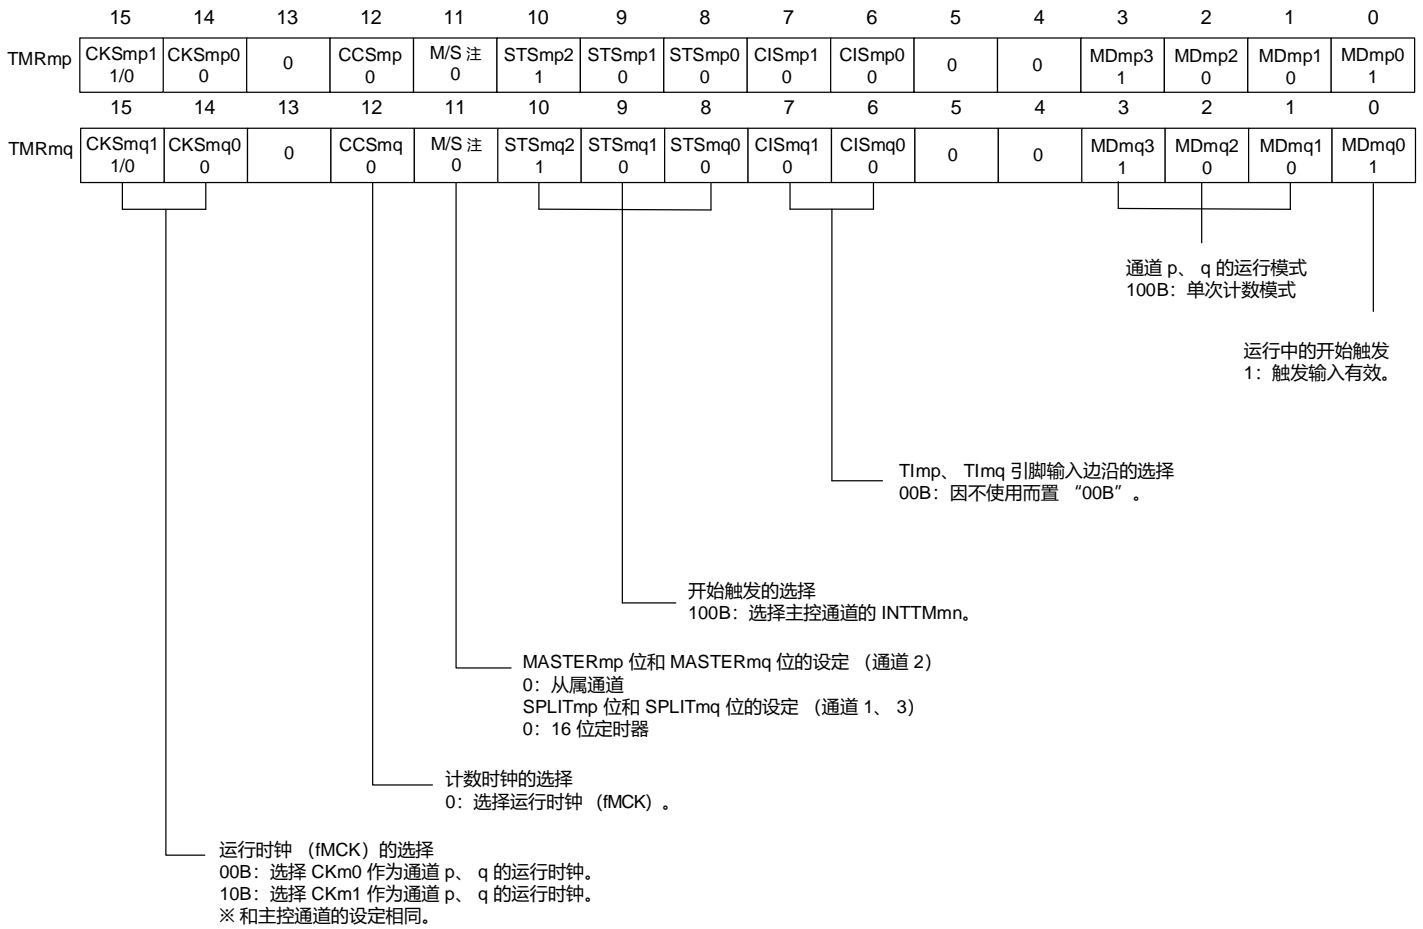 15 14 13 12 11 10 9 8 7 6 5 4 3 2 1 0
TMRmp CKSmp1 CKSmp0 0 CCSmp M/S 注 STSmp2 STSmp1 STSmp0 CISmp1 CISmp0 0 0 MDmp3 MDmp2 MDmp1 MDmp0
1/0 0 0 0 1 0 0 0 0 1 0 0 1
15 14 13 12 11 10 9 8 7 6 5 4 3 2 1 0
TMRmq CKSmq1 CKSmq0 0 CCSmq M/S 注 STSmq2 STSmq1 STSmq0 CISmq1 CISmq0 0 0 MDmq3 MDmq2 MDmq1 MDmq0
1/0 0 0 0 1 0 0 0 0 1 0 0 1
通道 p、 q 的运行模式
100B：单次计数模式
运行中的开始触发
1：触发输入有效。
TImp、 TImq 引脚输入边沿的选择
00B：因不使用而置 “00B”。
开始触发的选择
100B：选择主控通道的 INTTMmn。
MASTERmp 位和 MASTERmq 位的设定 （通道 2）
0：从属通道
SPLITmp 位和 SPLITmq 位的设定 （通道 1、 3）
0：16 位定时器
计数时钟的选择
0：选择运行时钟 （fMCK）。
运行时钟 （fMCK）的选择
00B：选择 CKm0 作为通道 p、 q 的运行时钟。
10B：选择 CKm1 作为通道 p、 q 的运行时钟。
※ 和主控通道的设定相同。